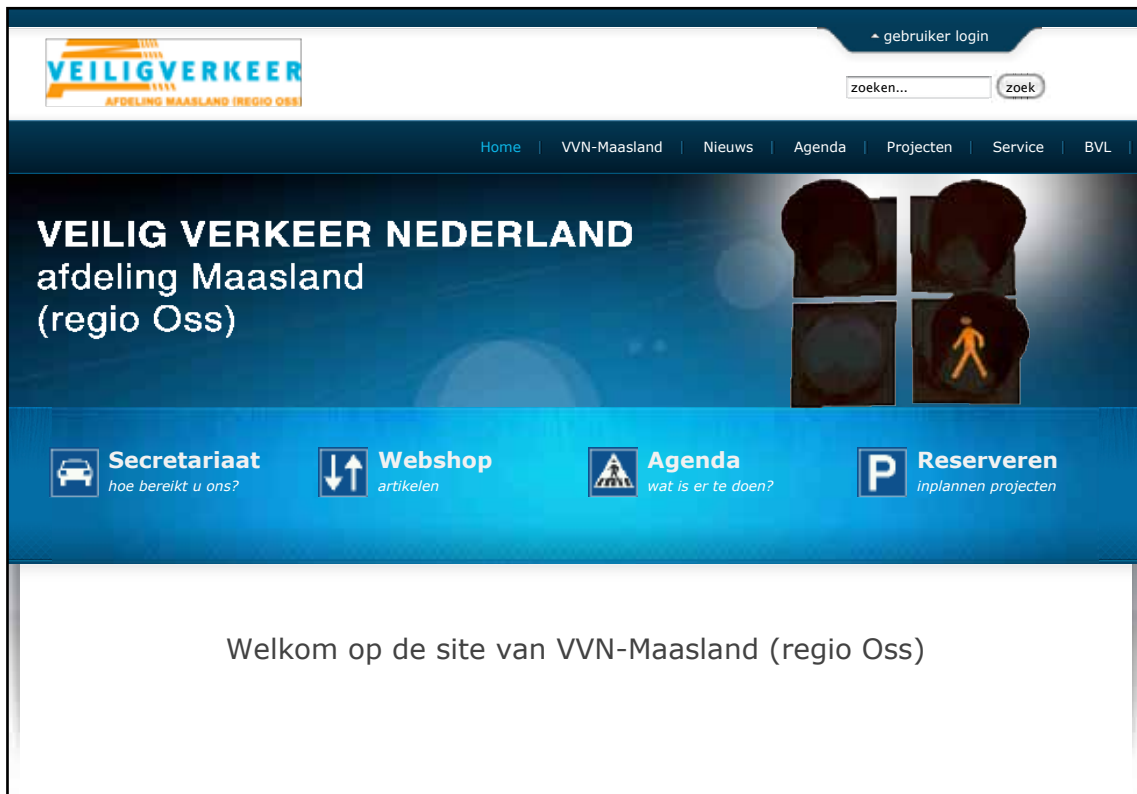 gebruiker login
VEILIGVERKEER
AFDELING MAASLAND (REGIO OSS)
zoeken... zoek
Home | VVN-Maasland | Nieuws | Agenda | Projecten | Service | BVL |
VEILIG VERKEER NEDERLAND
afdeling Maasland
(regio Oss)
Secretariaat
hoe bereikt u ons?
Webshop
artikelen
Agenda
wat is er te doen?
P
Reserveren
inplannen projecten
Welkom op de site van VVN-Maasland (regio Oss)